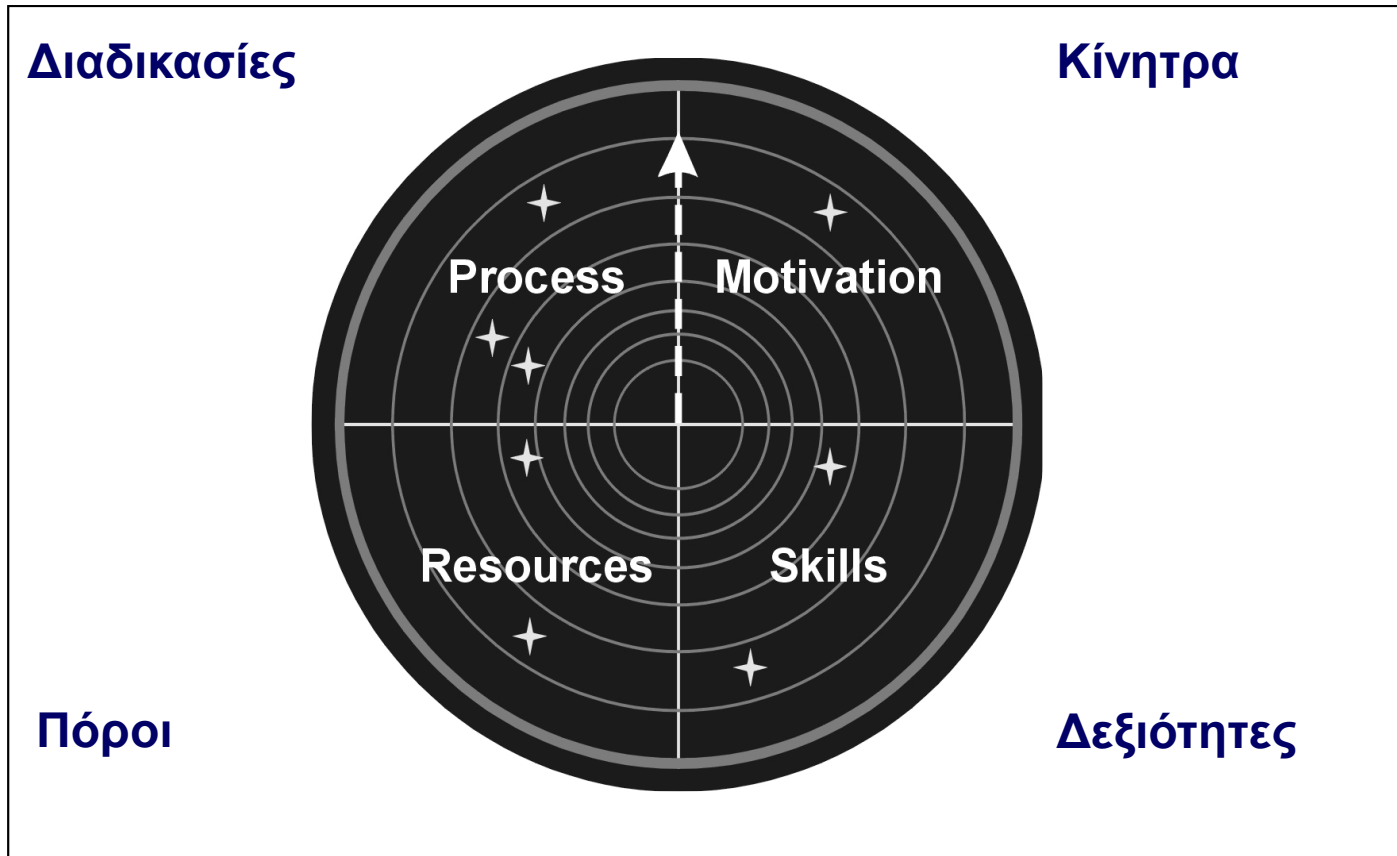 Διαδικασίες
Κίνητρα
Process
Motivation
Resources
Skills
Πόροι
Δεξιότητες